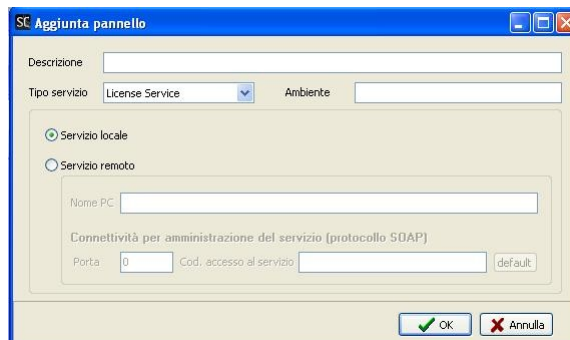 SC Aggiunta pannello
Descrizione
Tipo servizio License Service Ambiente
Servizio locale
Servizio remoto
Nome PC
Connettività per amministrazione del servizio (protocollo SOAP)
Porta 0 Cod. accesso al servizio default
OK Annulla